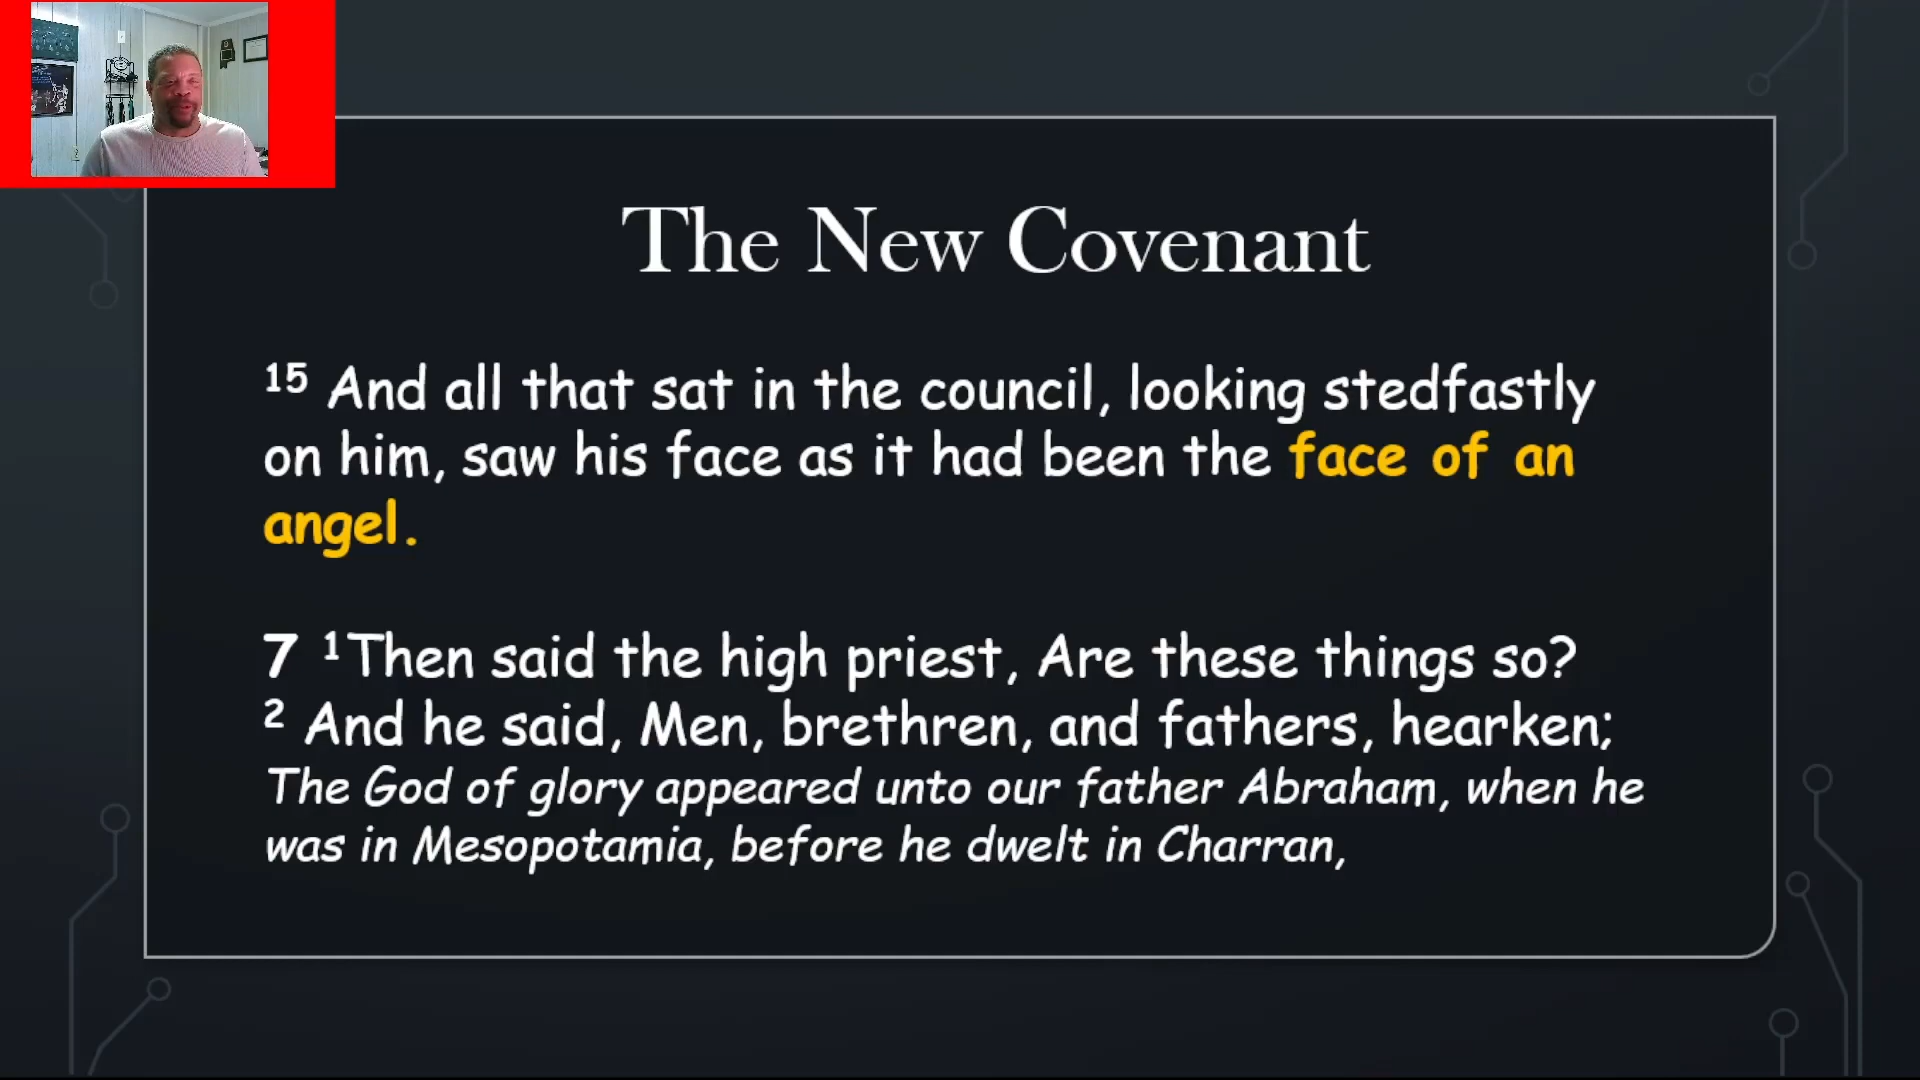 The New Covenant
15 And all that sat in the council, looking stedfastly
on him, saw his face as it had been the face of an
angel.
7 1Then said the high priest, Are these things so?
2 And he said, Men, brethren, and fathers, hearken;
The God of glory appeared unto our father Abraham, when he
was in Mesopotamia, before he dwelt in Charran,